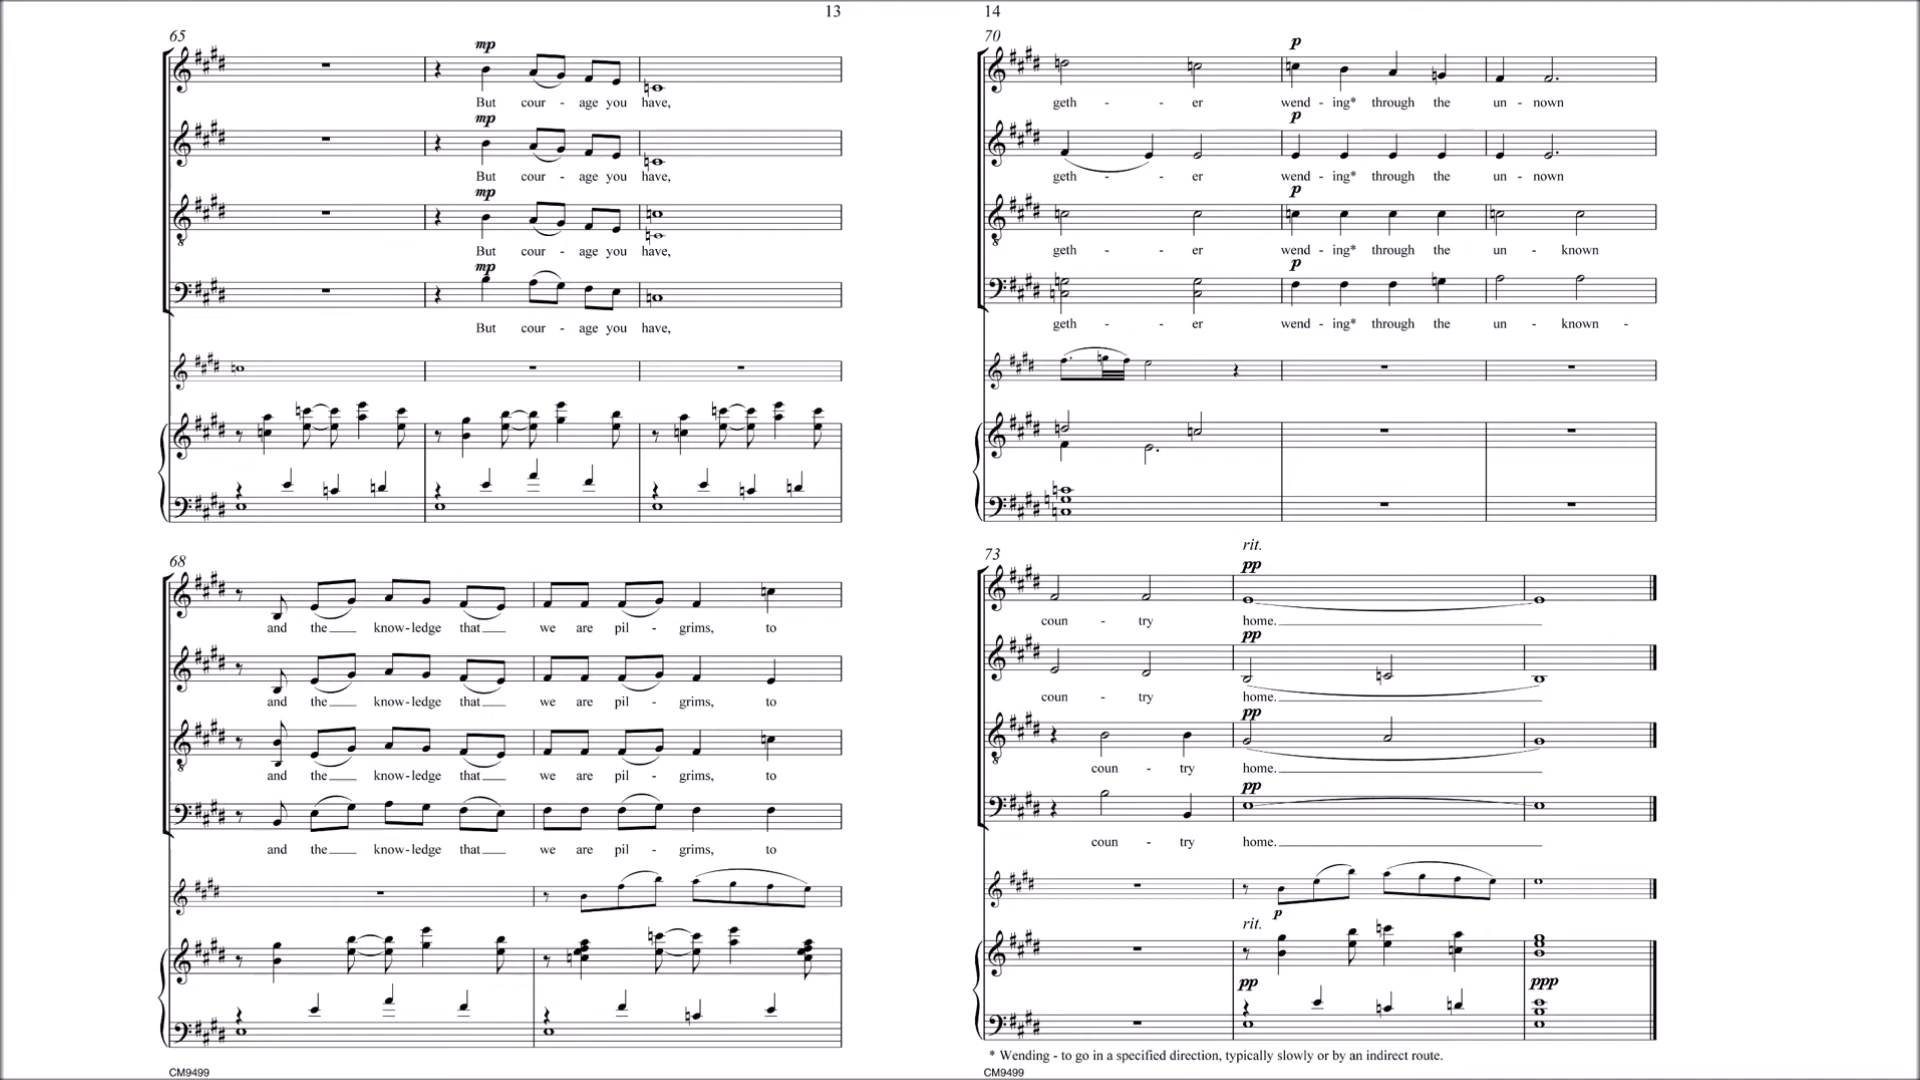 13
65
mp
But cour - age you have,
mp
But cour - age you have,
mp
But cour - age you have,
mp
But cour - age you have,
68
and the know-ledge that we are pil - grims, to
and the know-ledge that we are pil - grims, to
and the know-ledge that we are pil - grims, to
and the know-ledge that we are pil - grims, to
CM9499
14
70
p
geth - - er wend - ing* through the un - nown
p
geth - - er wend - ing* through the un - nown
p
geth - er wend - ing* through the un - known
p
geth - er wend - ing* through the un - known -
73
rit.
pp
coun - try home.
pp
coun - try home.
pp
coun - try home.
pp
coun - try home.
p
rit.
pp ppp
* Wending - to go in a specified direction, typically slowly or by an indirect route.
CM9499